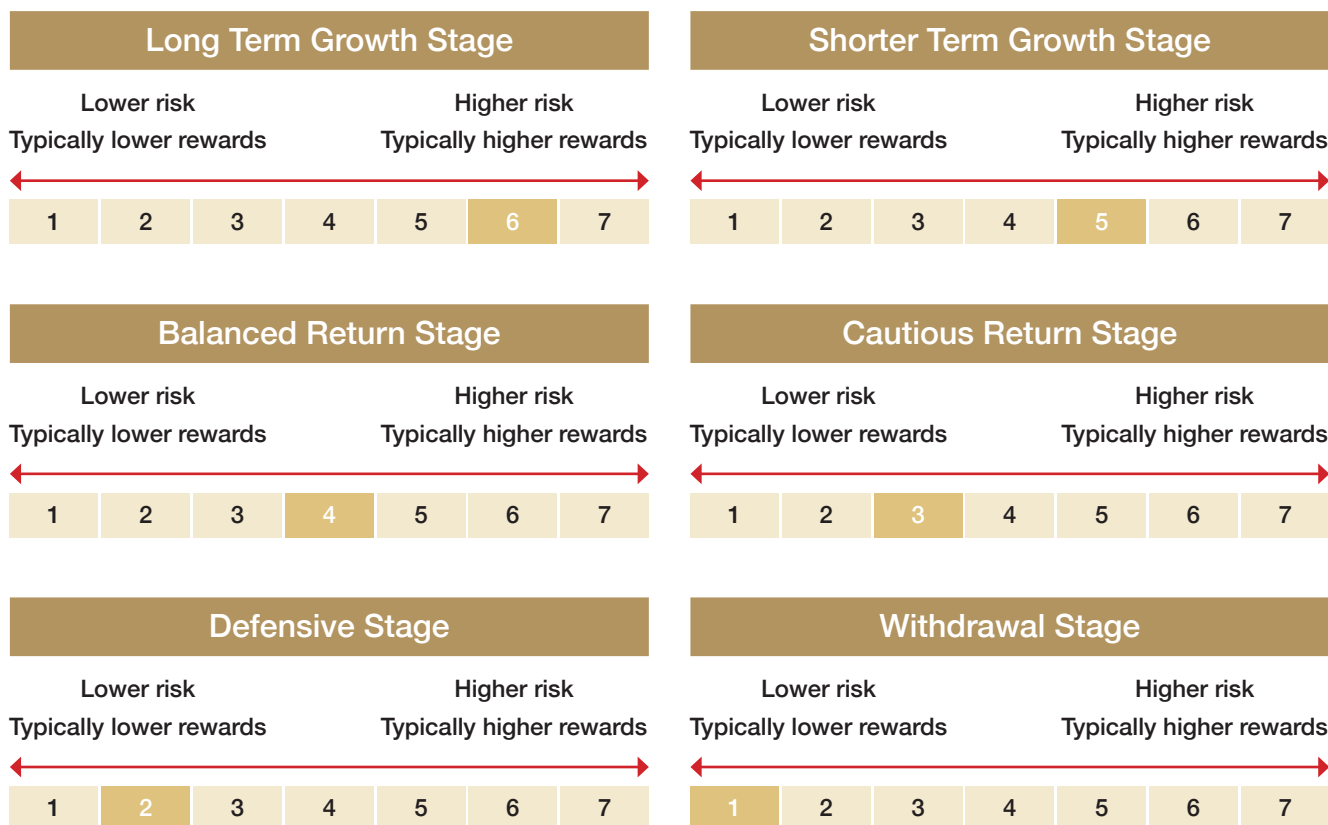 Long Term Growth Stage
Lower risk Higher risk
Typically lower rewards Typically higher rewards
1 2 3 4 5 6 7
Shorter Term Growth Stage
Lower risk Higher risk
Typically lower rewards Typically higher rewards
1 2 3 4 5 6 7
Balanced Return Stage
Lower risk Higher risk
Typically lower rewards Typically higher rewards
1 2 3 4 5 6 7
Cautious Return Stage
Lower risk Higher risk
Typically lower rewards Typically higher rewards
1 2 3 4 5 6 7
Defensive Stage
Lower risk Higher risk
Typically lower rewards Typically higher rewards
1 2 3 4 5 6 7
Withdrawal Stage
Lower risk Higher risk
Typically lower rewards Typically higher rewards
1 2 3 4 5 6 7